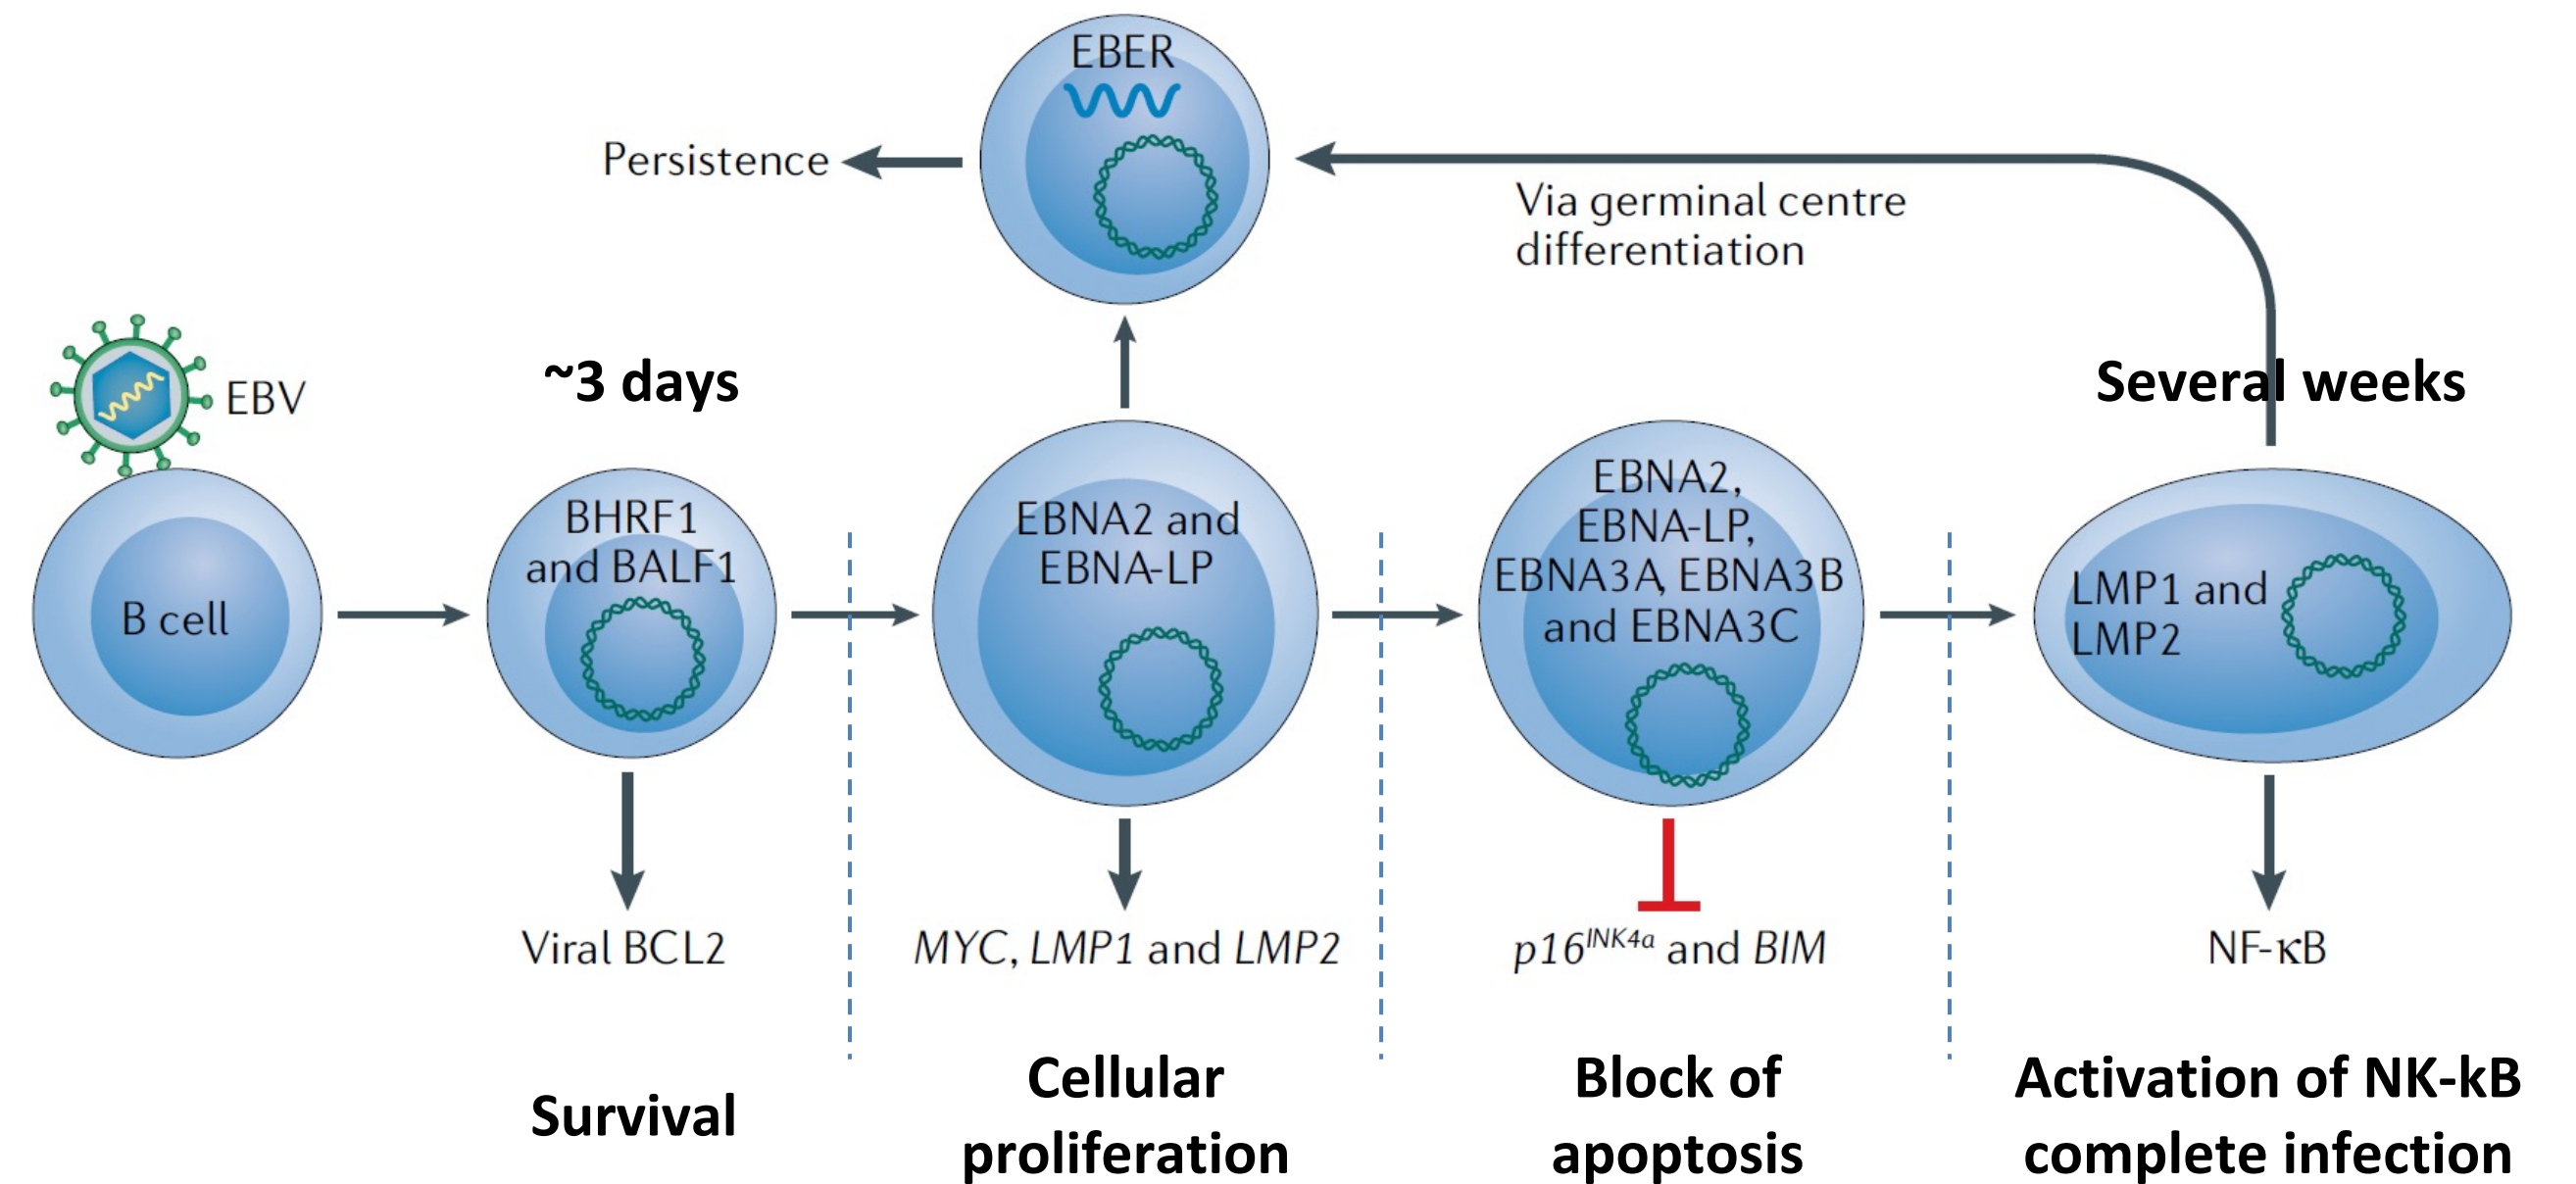 EBER
Persistence
Via germinal centre
differentiation
EBV
~3 days
Several weeks
B cell
BHRF1
and BALF1
EBNA2 and
EBNA-LP
EBNA2,
EBNA-LP,
EBNA3A, EBNA3B
and EBNA3C
LMP1 and
LMP2
Viral BCL2
MYC, LMP1 and LMP2
p16^INK4a and BIM
NF-κB
Survival
Cellular
proliferation
Block of
apoptosis
Activation of NK-kB
complete infection